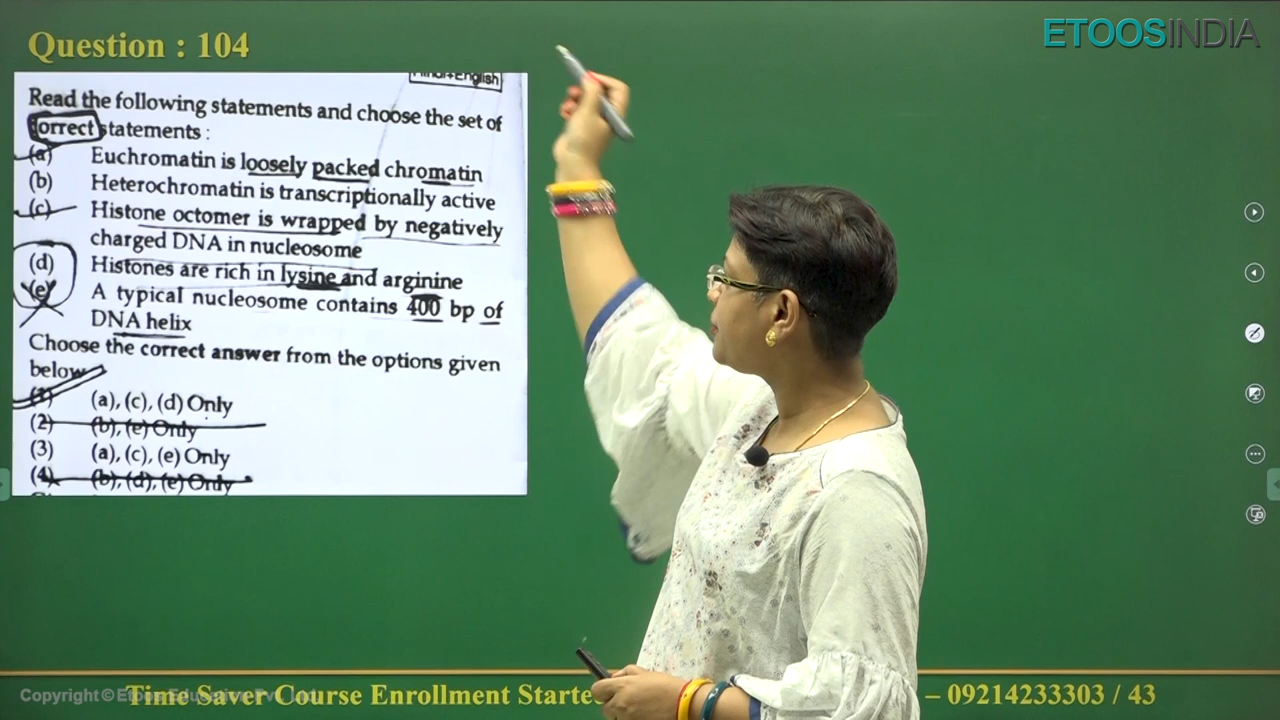 Question : 104
ETOOSINDIA
Hindi+English
Read the following statements and choose the set of
correct statements :
(a) Euchromatin is loosely packed chromatin
(b) Heterochromatin is transcriptionally active
(c) Histone octomer is wrapped by negatively
charged DNA in nucleosome
(d) Histones are rich in lysine and arginine
(e) A typical nucleosome contains 400 bp of
DNA helix
Choose the correct answer from the options given
below
(1) (a), (c), (d) Only
(2) (b), (e) Only
(3) (a), (c), (e) Only
(4) (b), (d), (e) Only
Copyright ©
Time Saver Course Enrollment Starte
– 09214233303 / 43